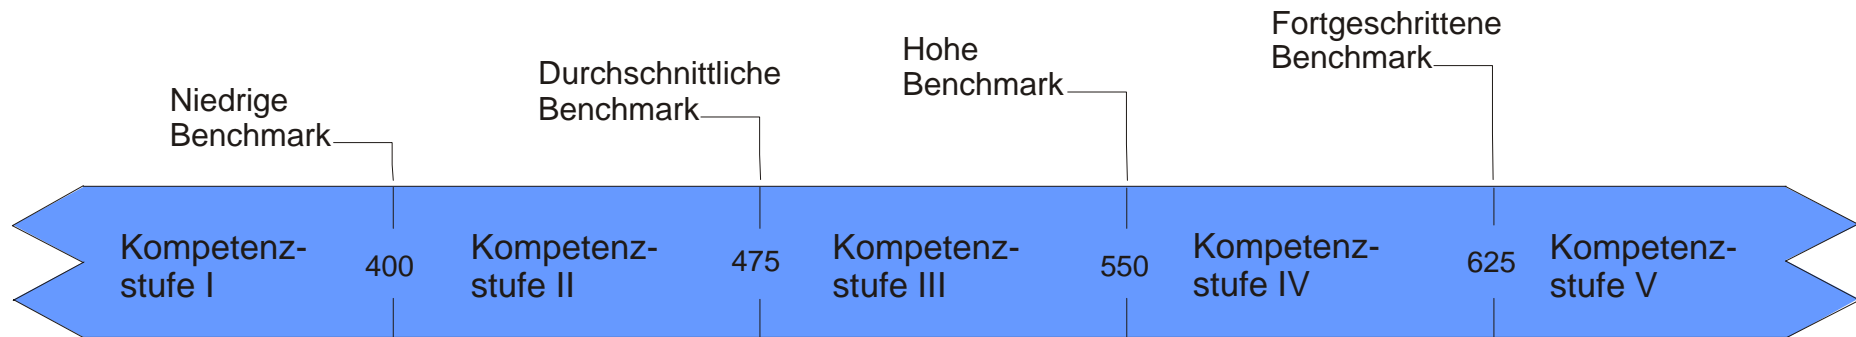 Niedrige
Benchmark
Durchschnittliche
Benchmark
Hohe
Benchmark
Fortgeschrittene
Benchmark
Kompetenz-
stufe I
400
Kompetenz-
stufe II
475
Kompetenz-
stufe III
550
Kompetenz-
stufe IV
625
Kompetenz-
stufe V